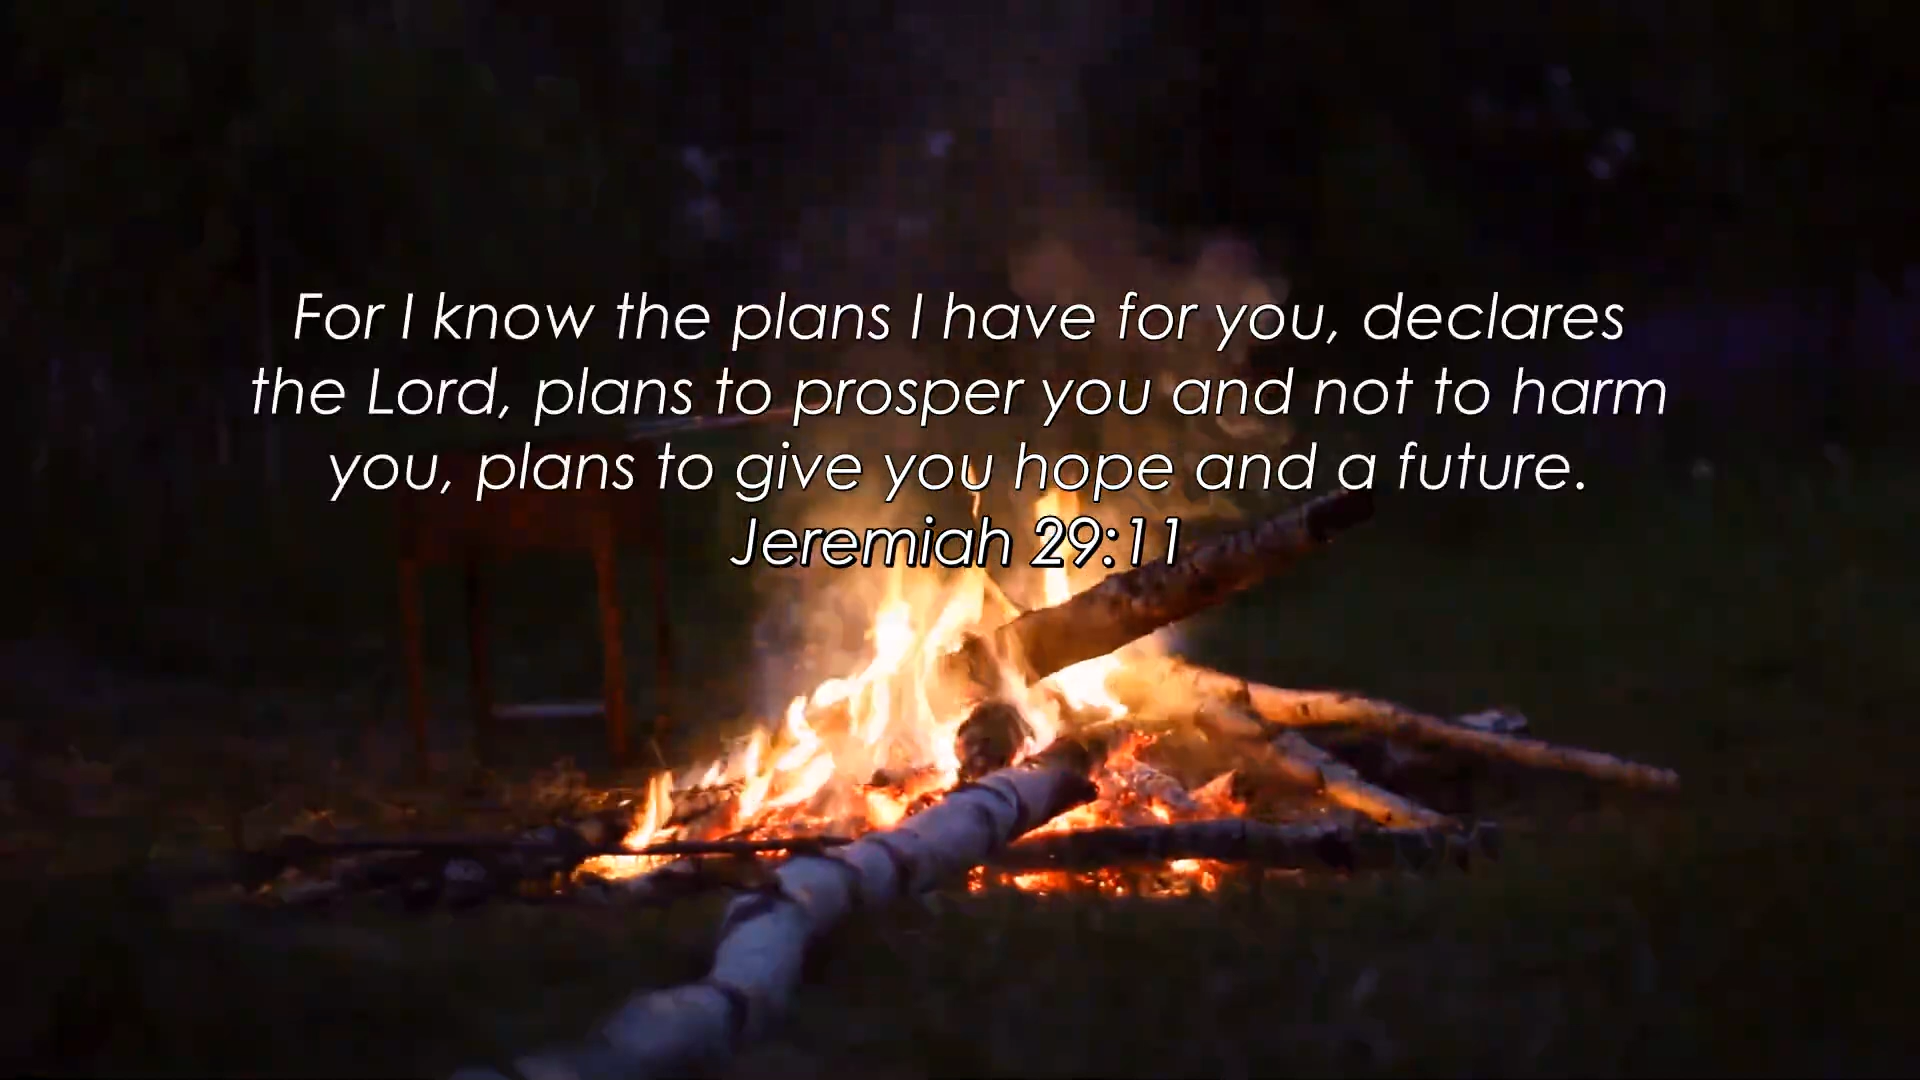 For I know the plans I have for you, declares
the Lord, plans to prosper you and not to harm
you, plans to give you hope and a future.
Jeremiah 29:11